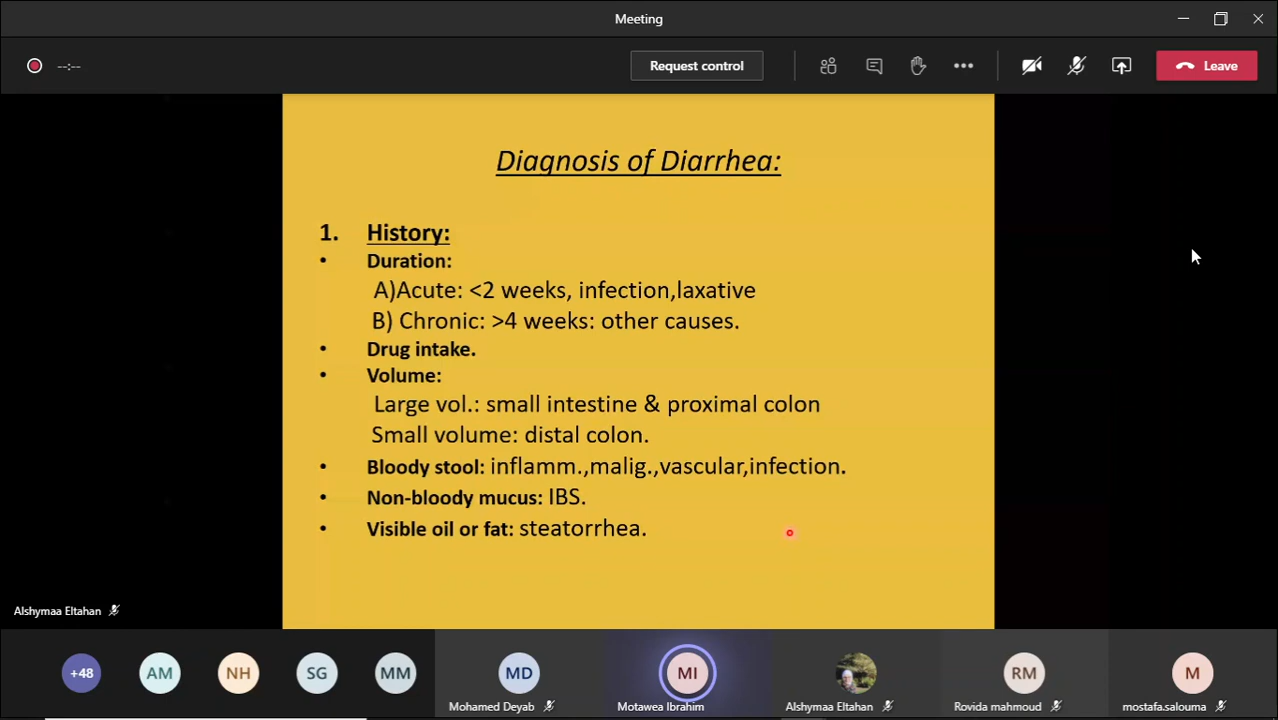 Meeting
--:--
Request control
Leave
Diagnosis of Diarrhea:
1. History:
• Duration:
A)Acute: <2 weeks, infection,laxative
B) Chronic: >4 weeks: other causes.
• Drug intake.
• Volume:
Large vol.: small intestine & proximal colon
Small volume: distal colon.
• Bloody stool: inflamm.,malig.,vascular,infection.
• Non-bloody mucus: IBS.
• Visible oil or fat: steatorrhea.
Alshymaa Eltahan
+48 AM NH SG MM MD MI RM M
Mohamed Deyab Motawea Ibrahim Alshymaa Eltahan Rovida mahmoud mostafa.salouma